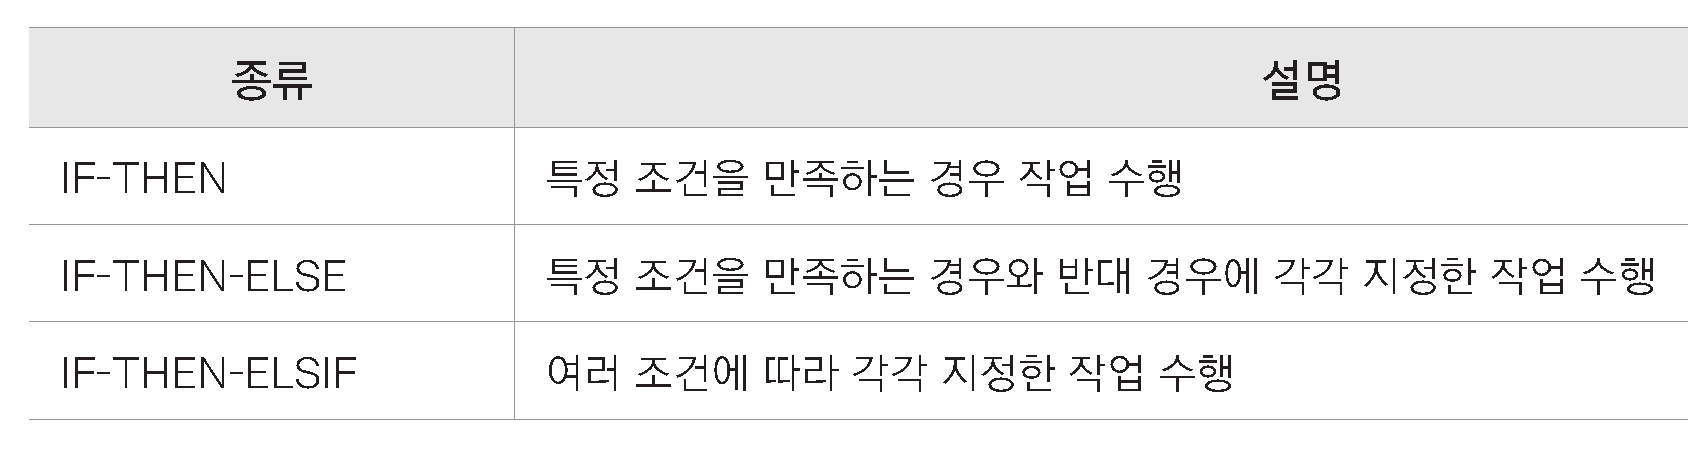 종류 설명
IF-THEN 특정 조건을 만족하는 경우 작업 수행
IF-THEN-ELSE 특정 조건을 만족하는 경우와 반대 경우에 각각 지정한 작업 수행
IF-THEN-ELSIF 여러 조건에 따라 각각 지정한 작업 수행